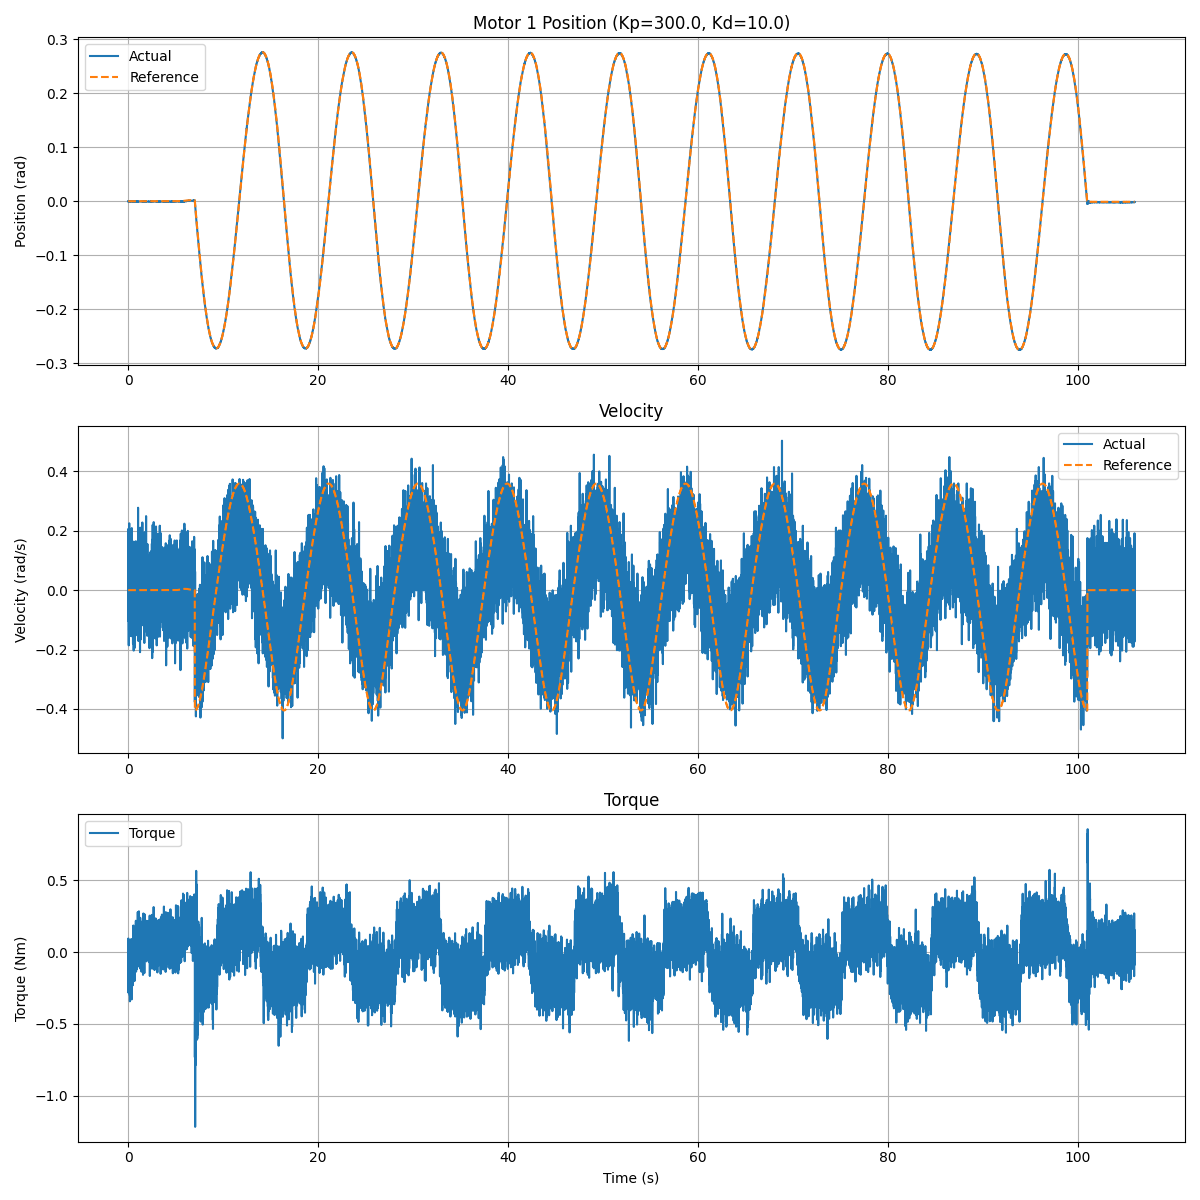 Motor 1 Position (Kp=300.0, Kd=10.0)
0.3
0.2
0.1
0.0
−0.1
−0.2
−0.3
Position (rad)
Actual
Reference
0 20 40 60 80 100
Velocity
0.4
0.2
0.0
−0.2
−0.4
Velocity (rad/s)
Actual
Reference
0 20 40 60 80 100
Torque
0.5
0.0
−0.5
−1.0
Torque (Nm)
Torque
0 20 40 60 80 100
Time (s)